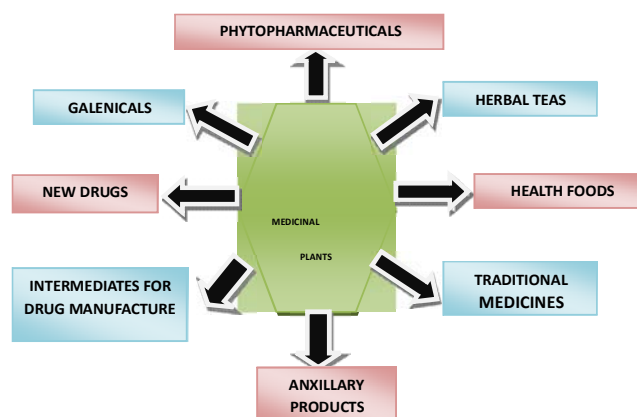 PHYTOPHARMACEUTICALS
GALENICALS
HERBAL TEAS
NEW DRUGS
HEALTH FOODS
MEDICINAL
PLANTS
INTERMEDIATES FOR
DRUG MANUFACTURE
TRADITIONAL
MEDICINES
ANXILLARY
PRODUCTS